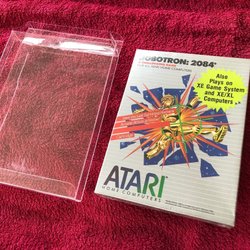 ROBOTRON: 2084
Also
Plays on
XE Game System
and XE/XL
Computers
ATARI
HOME COMPUTERS